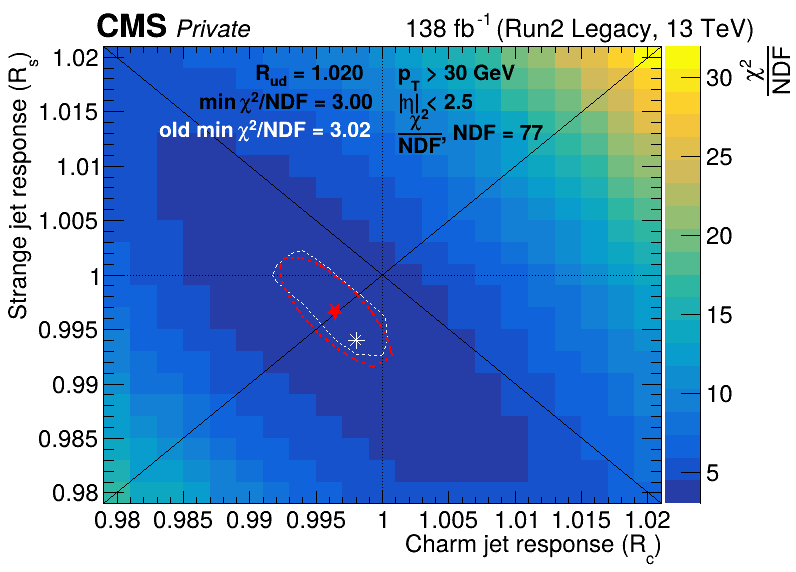 CMS Private 138 fb⁻¹ (Run2 Legacy, 13 TeV)
R_ud = 1.020
min χ²/NDF = 3.00
old min χ²/NDF = 3.02
p_T > 30 GeV
|η| < 2.5
χ²/NDF, NDF = 77
Strange jet response (R_s)
1.02
1.015
1.01
1.005
1
0.995
0.99
0.985
0.98
0.98 0.985 0.99 0.995 1 1.005 1.01 1.015 1.02
Charm jet response (R_c)
χ²/NDF
30
25
20
15
10
5